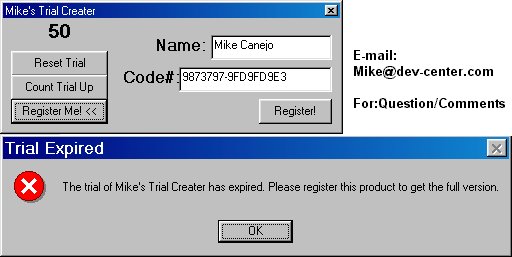 Mike's Trial Creater
50
Name: Mike Canejo
Reset Trial
Code#: 9873797-9FD9FD9E3
Count Trial Up
Register Me! << Register!
E-mail:
Mike@dev-center.com
For:Question/Comments
Trial Expired
The trial of Mike's Trial Creater has expired. Please register this product to get the full version.
OK